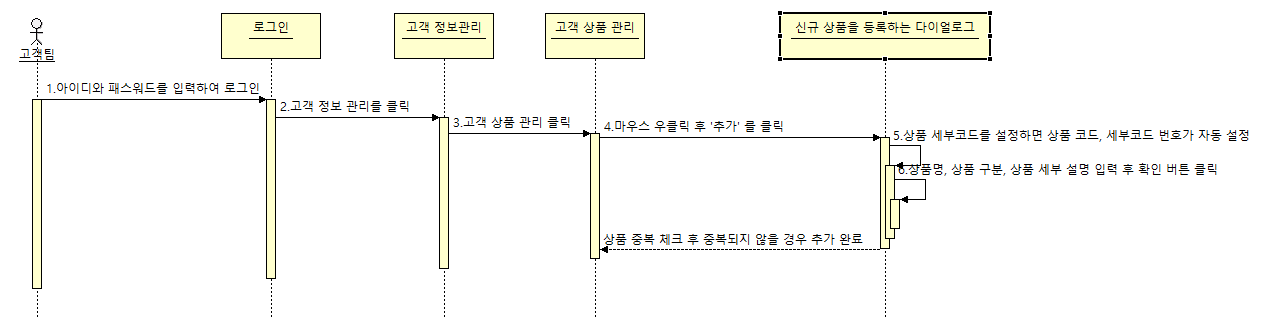 로그인
고객 정보관리
고객 상품 관리
신규 상품을 등록하는 다이얼로그
고객팀
1.아이디와 패스워드를 입력하여 로그인
2.고객 정보 관리를 클릭
3.고객 상품 관리 클릭
4.마우스 우클릭 후 '추가' 를 클릭
5.상품 세부코드를 설정하면 상품 코드, 세부코드 번호가 자동 설정
6.상품명, 상품 구분, 상품 세부 설명 입력 후 확인 버튼 클릭
상품 중복 체크 후 중복되지 않을 경우 추가 완료